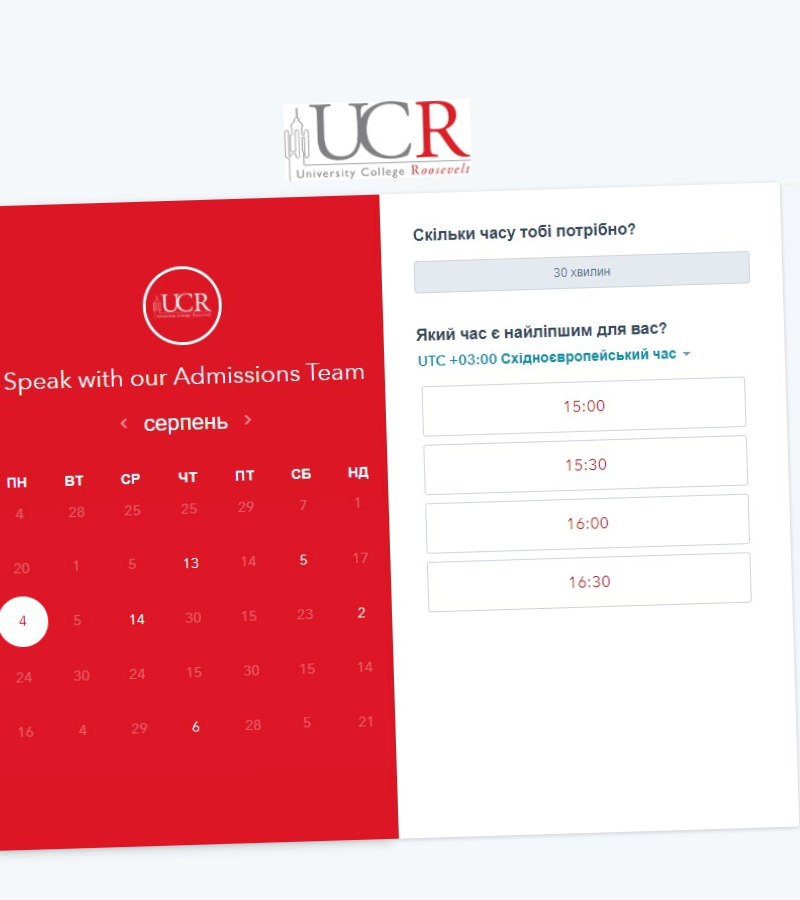 UCR
University College Roosevelt
UCR
Speak with our Admissions Team
серпень
ПН ВТ СР ЧТ ПТ СБ НД
4 28 25 25 29 7 1
20 1 5 13 14 5 17
4 5 14 30 15 23 2
24 30 24 15 30 15 14
16 4 29 6 28 5 21
Скільки часу тобі потрібно?
30 хвилин
Який час є найліпшим для вас?
UTC +03:00 Східноєвропейський час
15:00
15:30
16:00
16:30